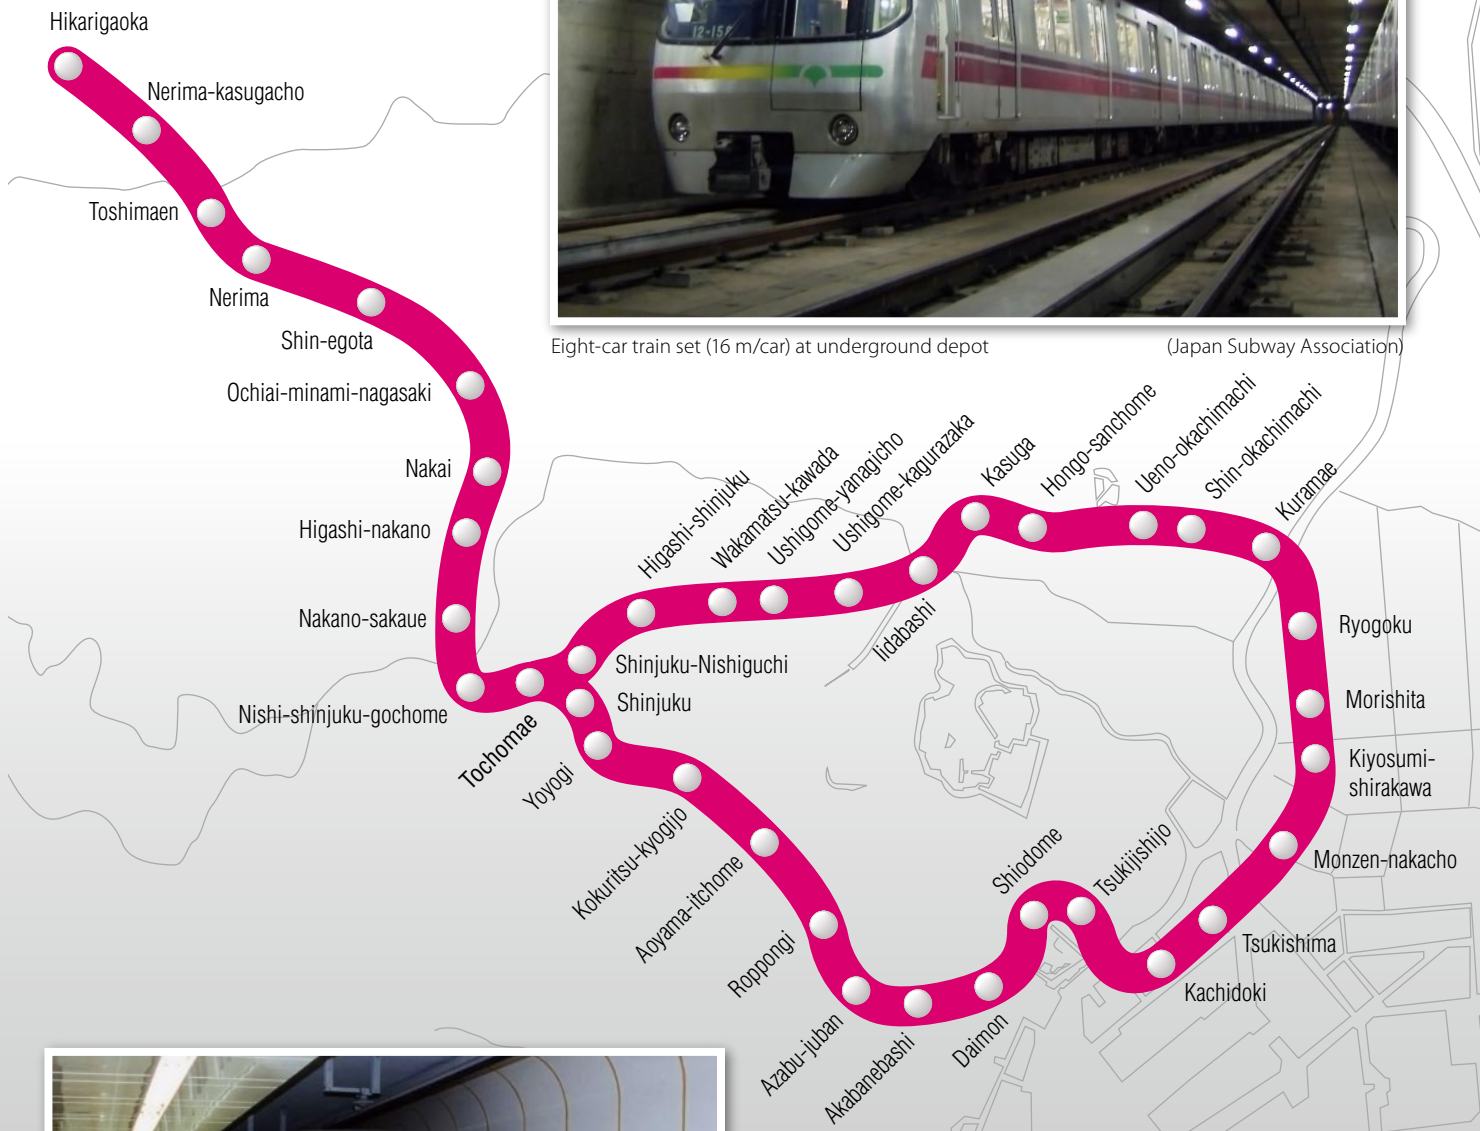 Hikarigaoka
Nerima-kasugacho
Toshimaen
Nerima
Shin-egota
Ochiai-minami-nagasaki
Nakai
Higashi-nakano
Nakano-sakaue
Nishi-shinjuku-gochome
Tochomae
Eight-car train set (16 m/car) at underground depot
(Japan Subway Association)
Higashi-shinjuku
Wakamatsu-kawada
Ushigome-yanagicho
Ushigome-kagurazaka
Iidabashi
Kasuga
Hongo-sanchome
Ueno-okachimachi
Shin-okachimachi
Kuramae
Ryogoku
Morishita
Kiyosumi-
shirakawa
Monzen-nakacho
Tsukishima
Kachidoki
Tsukijishijo
Shiodome
Daimon
Akabanebashi
Azabu-juban
Roppongi
Aoyama-itchome
Kokuritsu-kyogijo
Yoyogi
Shinjuku
Shinjuku-Nishiguchi